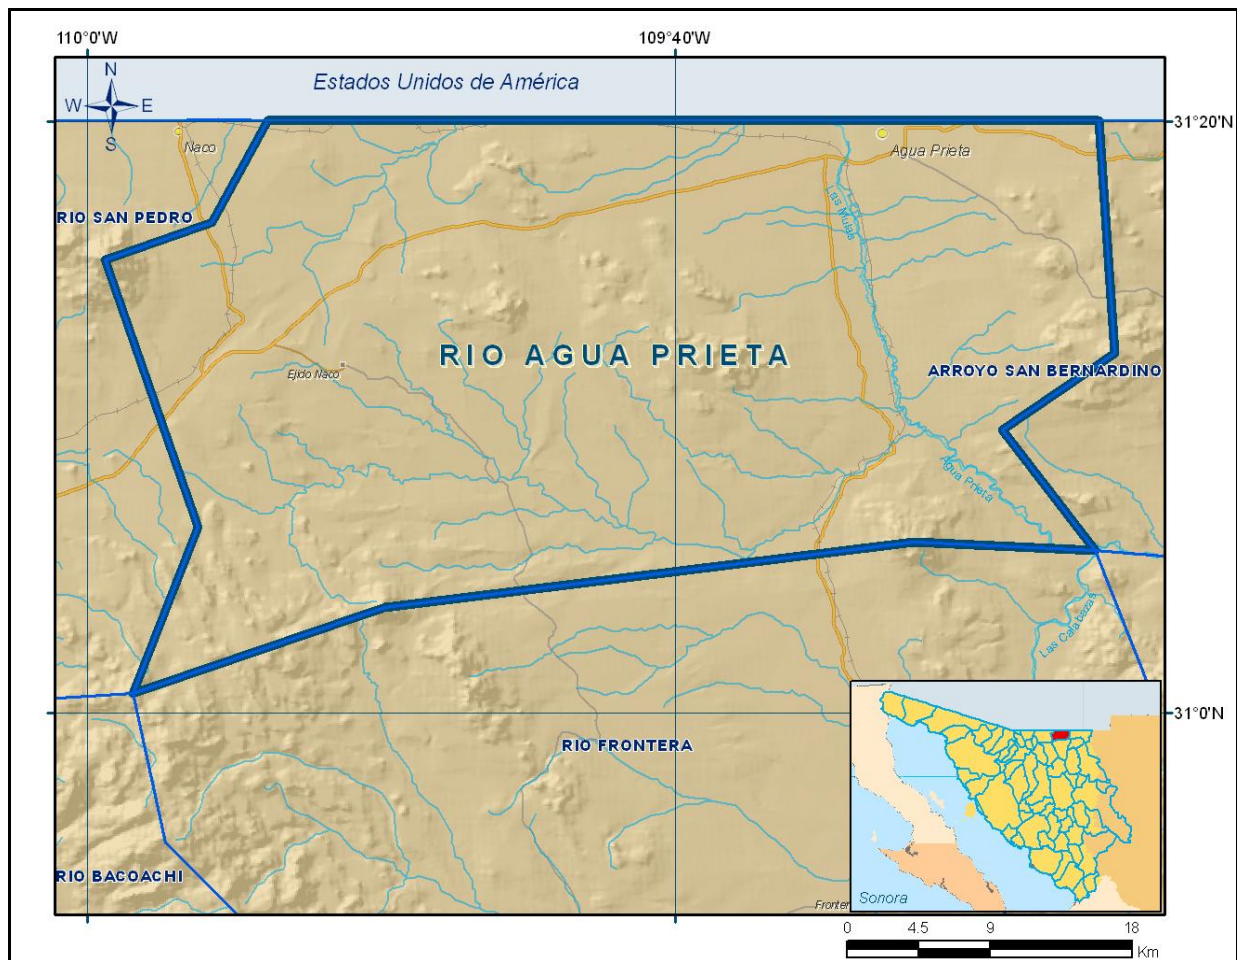 110°0'W
109°40'W
N
W
E
S
Estados Unidos de América
31°20'N
Naco
Agua Prieta
RIO SAN PEDRO
Las Mulas
RIO AGUA PRIETA
Ejido Naco
ARROYO SAN BERNARDINO
Agua Prieta
Las Calabazas
31°0'N
RIO FRONTERA
RIO BACOACHI
Fronter
Sonora
0
4.5
9
18
Km